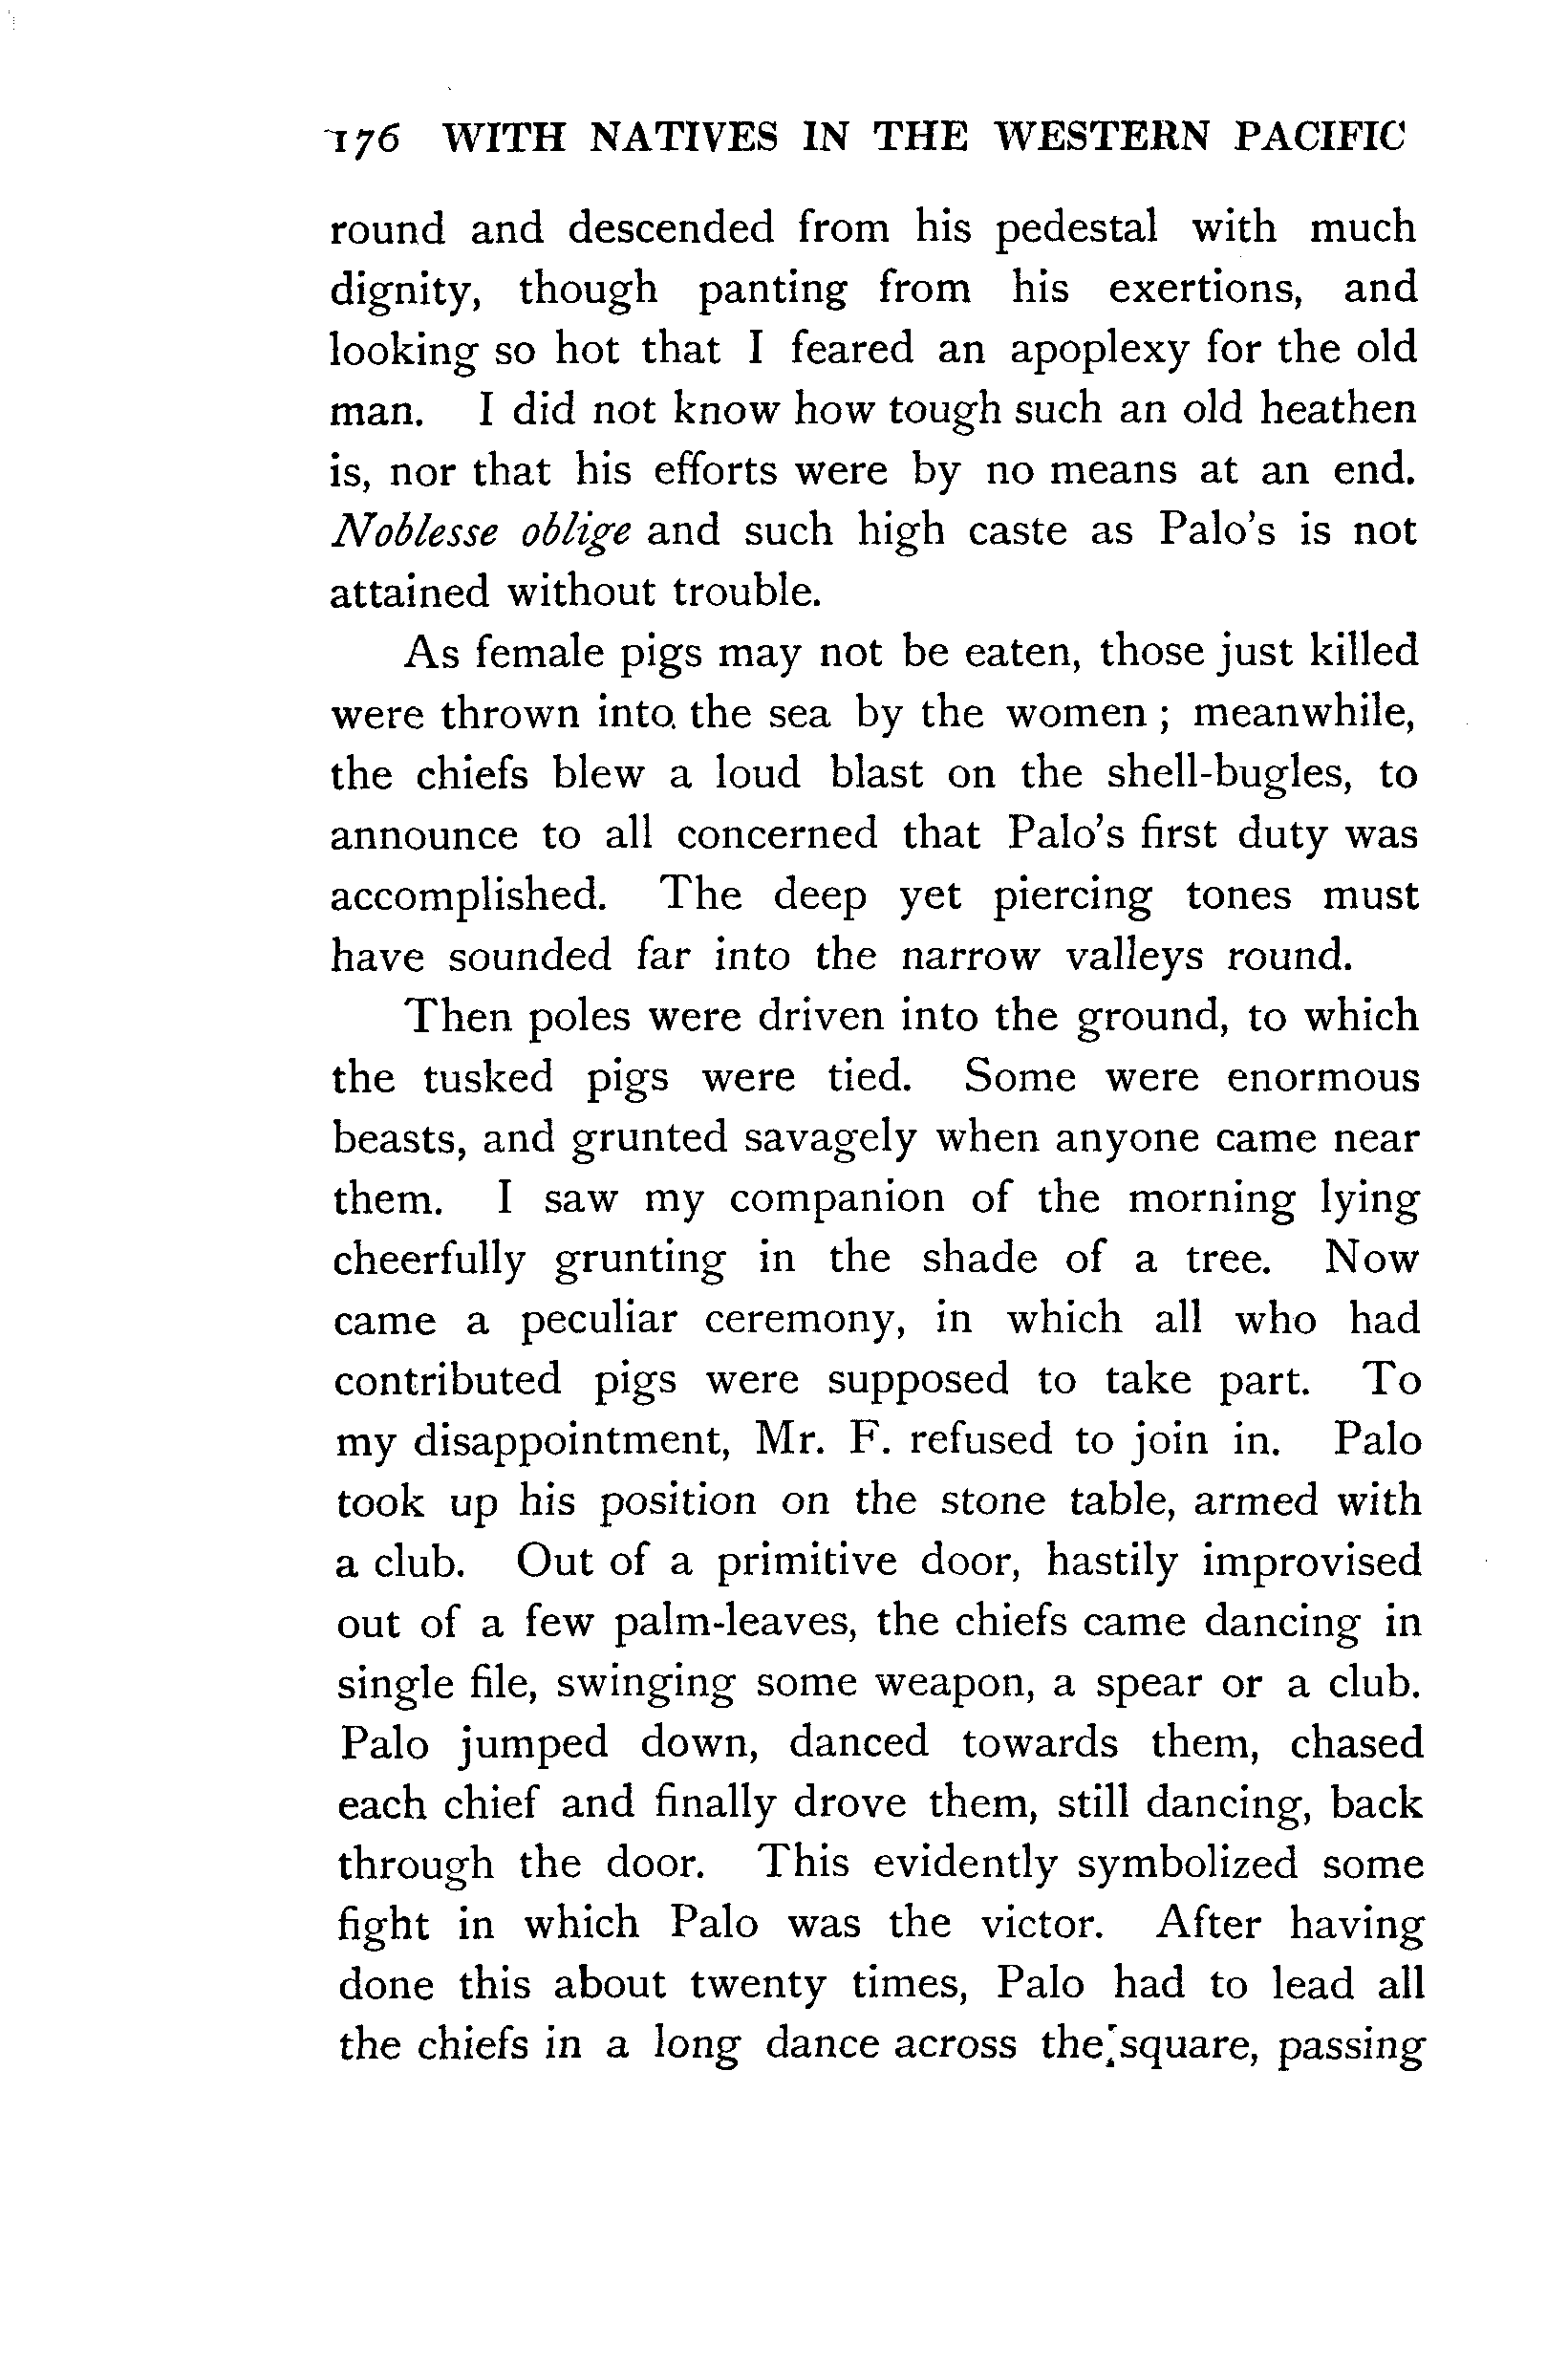 176 WITH NATIVES IN THE WESTERN PACIFIC
round and descended from his pedestal with much
dignity, though panting from his exertions, and
looking so hot that I feared an apoplexy for the old
man. I did not know how tough such an old heathen
is, nor that his efforts were by no means at an end.
Noblesse oblige and such high caste as Palo's is not
attained without trouble.
As female pigs may not be eaten, those just killed
were thrown into the sea by the women ; meanwhile,
the chiefs blew a loud blast on the shell-bugles, to
announce to all concerned that Palo's first duty was
accomplished. The deep yet piercing tones must
have sounded far into the narrow valleys round.
Then poles were driven into the ground, to which
the tusked pigs were tied. Some were enormous
beasts, and grunted savagely when anyone came near
them. I saw my companion of the morning lying
cheerfully grunting in the shade of a tree. Now
came a peculiar ceremony, in which all who had
contributed pigs were supposed to take part. To
my disappointment, Mr. F. refused to join in. Palo
took up his position on the stone table, armed with
a club. Out of a primitive door, hastily improvised
out of a few palm-leaves, the chiefs came dancing in
single file, swinging some weapon, a spear or a club.
Palo jumped down, danced towards them, chased
each chief and finally drove them, still dancing, back
through the door. This evidently symbolized some
fight in which Palo was the victor. After having
done this about twenty times, Palo had to lead all
the chiefs in a long dance across the square, passing